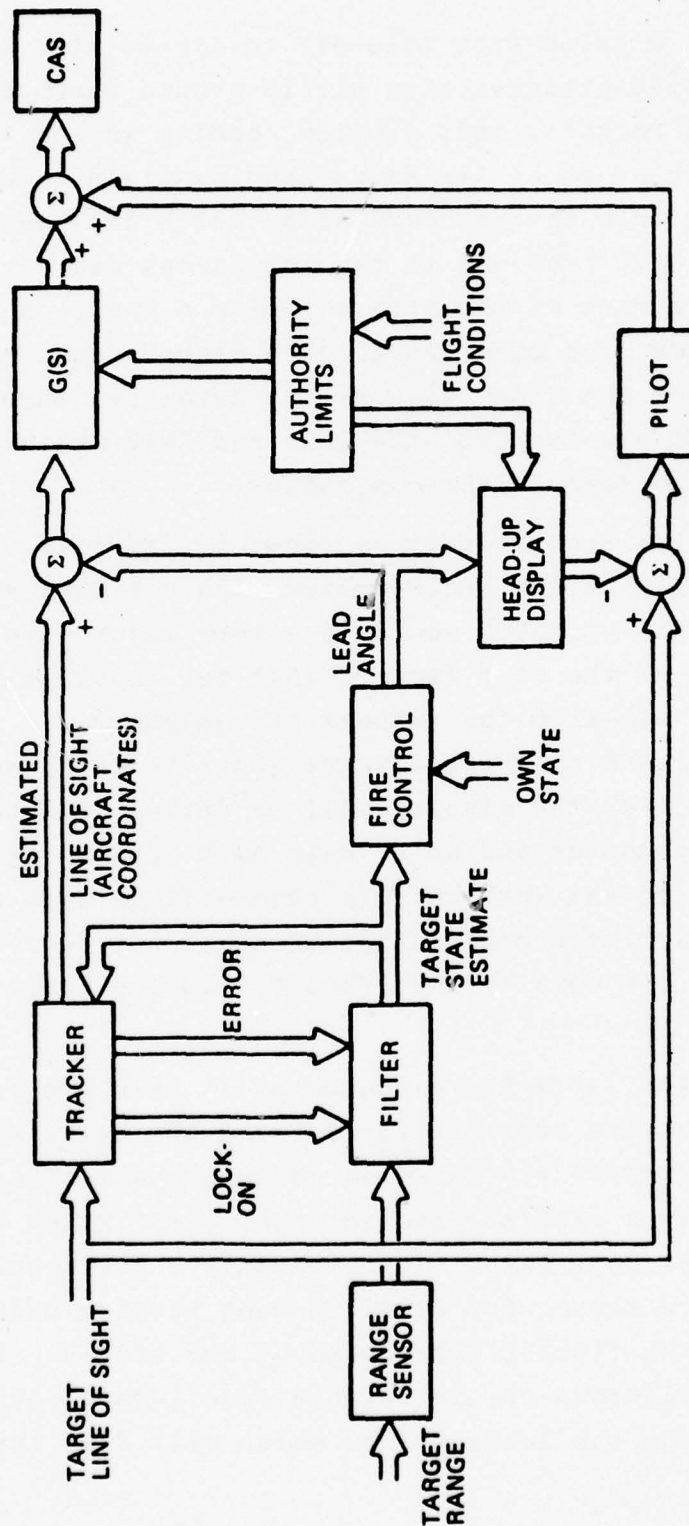 TARGET
LINE OF SIGHT
TRACKER
ESTIMATED
LINE OF SIGHT
(AIRCRAFT
COORDINATES)
+
-
Σ
G(S)
+
+
Σ
CAS
LOCK-
ON
ERROR
AUTHORITY
LIMITS
FLIGHT
CONDITIONS
TARGET
RANGE
RANGE
SENSOR
FILTER
TARGET
STATE
ESTIMATE
FIRE
CONTROL
OWN
STATE
LEAD
ANGLE
HEAD-UP
DISPLAY
-
+
Σ
PILOT